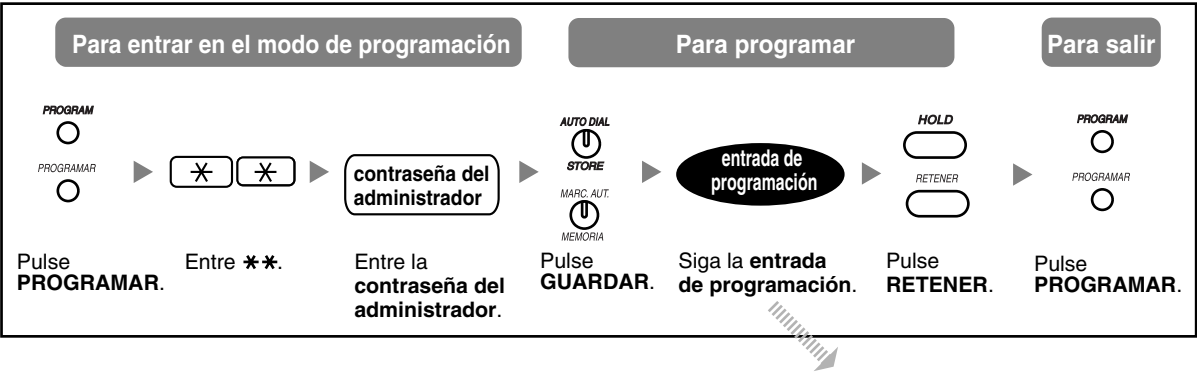 Para entrar en el modo de programación
Para programar
Para salir
PROGRAM
PROGRAMAR
contraseña del
administrador
AUTO DIAL
STORE
MARC. AUT.
MEMORIA
entrada de
programación
HOLD
RETENER
PROGRAM
PROGRAMAR
Pulse
PROGRAMAR.
Entre ✱✱.
Entre la
contraseña del
administrador.
Pulse
GUARDAR.
Siga la entrada
de programación.
Pulse
RETENER.
Pulse
PROGRAMAR.